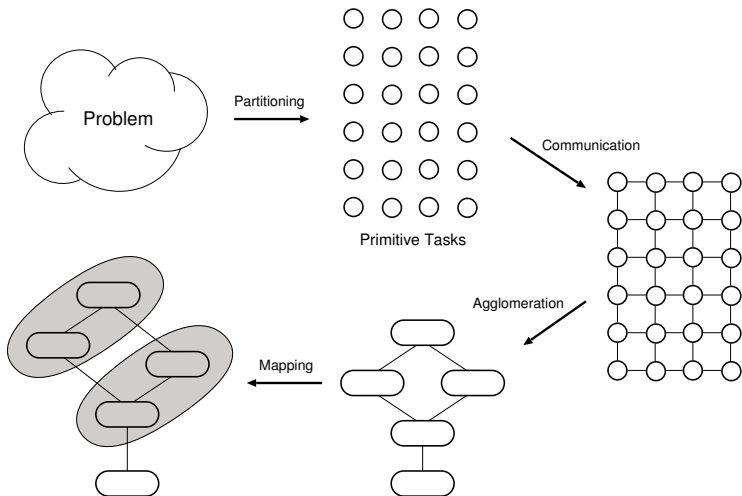 Problem
Partitioning
Communication
Primitive Tasks
Agglomeration
Mapping